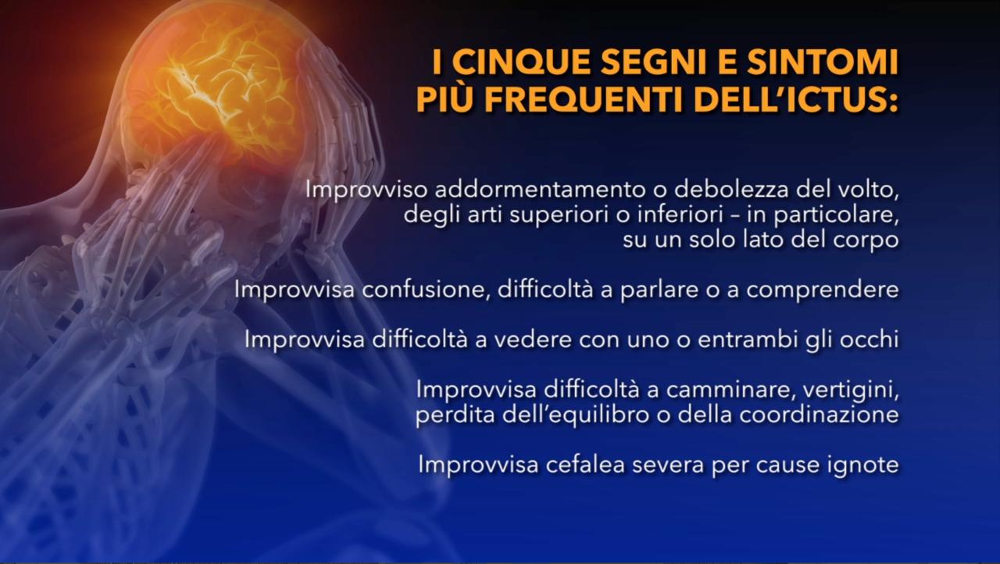 I CINQUE SEGNI E SINTOMI
PIÙ FREQUENTI DELL’ICTUS:
Improvviso addormentamento o debolezza del volto,
degli arti superiori o inferiori – in particolare,
su un solo lato del corpo
Improvvisa confusione, difficoltà a parlare o a comprendere
Improvvisa difficoltà a vedere con uno o entrambi gli occhi
Improvvisa difficoltà a camminare, vertigini,
perdita dell’equilibro o della coordinazione
Improvvisa cefalea severa per cause ignote